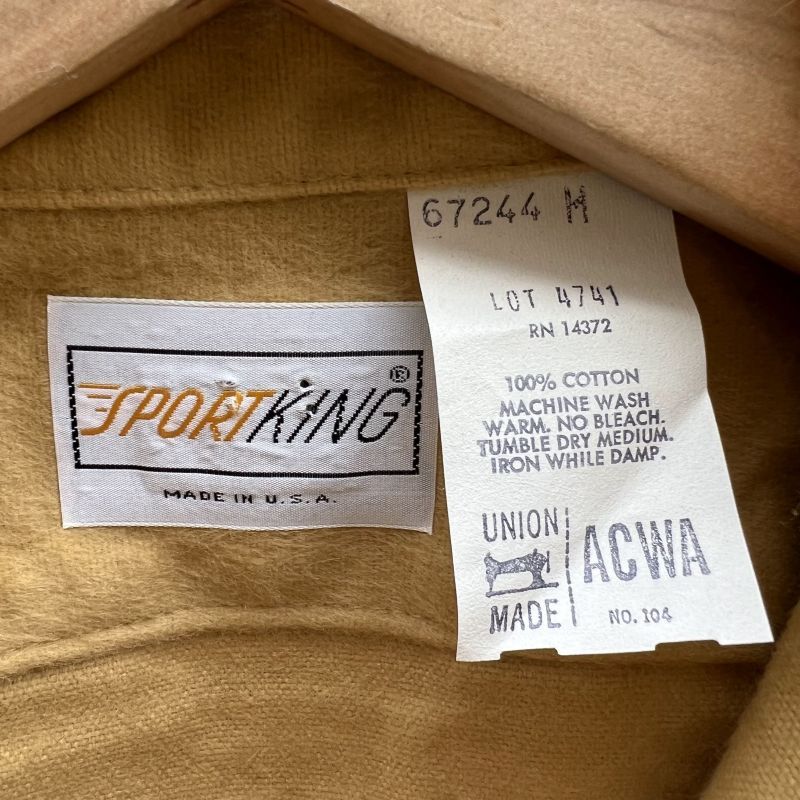 SPORTKING®
MADE IN U.S.A.
67244 M
LOT 4741
RN 14372
100% COTTON
MACHINE WASH
WARM. NO BLEACH.
TUMBLE DRY MEDIUM.
IRON WHILE DAMP.
UNION
MADE
ACWA
NO. 104